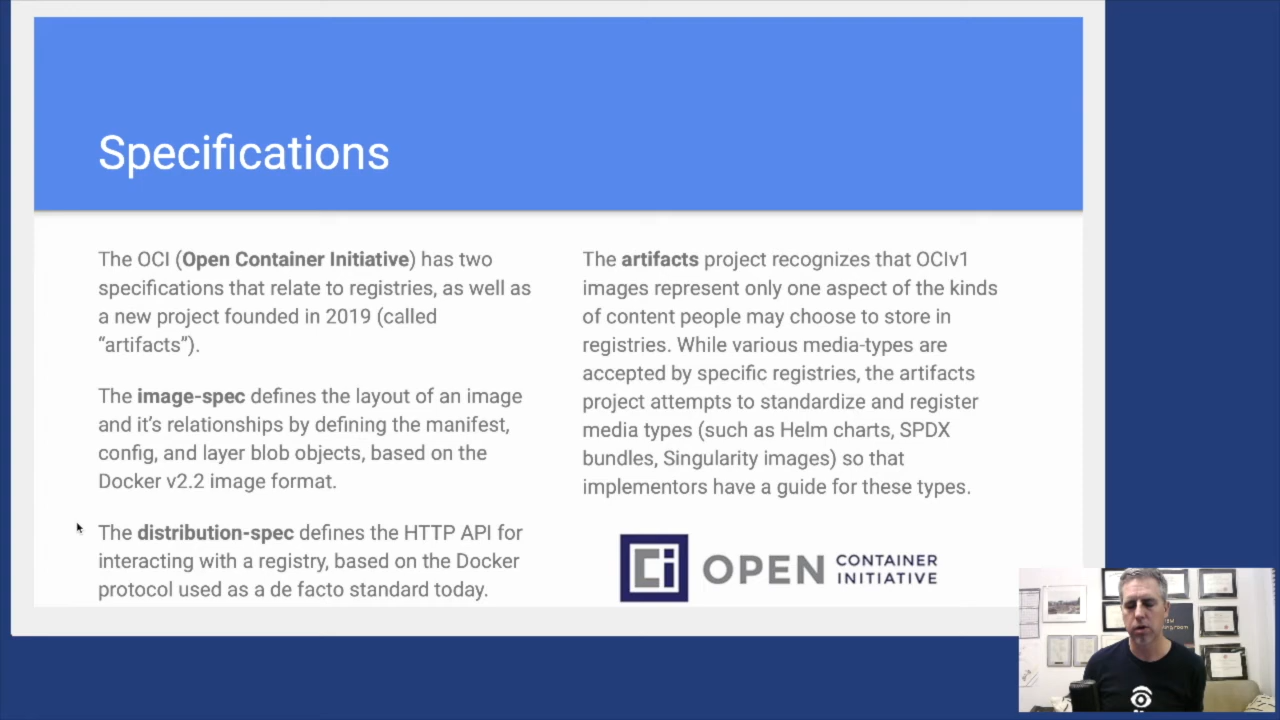 Specifications
The OCI (Open Container Initiative) has two
specifications that relate to registries, as well as
a new project founded in 2019 (called
“artifacts”).
The image-spec defines the layout of an image
and it’s relationships by defining the manifest,
config, and layer blob objects, based on the
Docker v2.2 image format.
The distribution-spec defines the HTTP API for
interacting with a registry, based on the Docker
protocol used as a de facto standard today.
The artifacts project recognizes that OCIv1
images represent only one aspect of the kinds
of content people may choose to store in
registries. While various media-types are
accepted by specific registries, the artifacts
project attempts to standardize and register
media types (such as Helm charts, SPDX
bundles, Singularity images) so that
implementors have a guide for these types.
OPEN CONTAINER
INITIATIVE